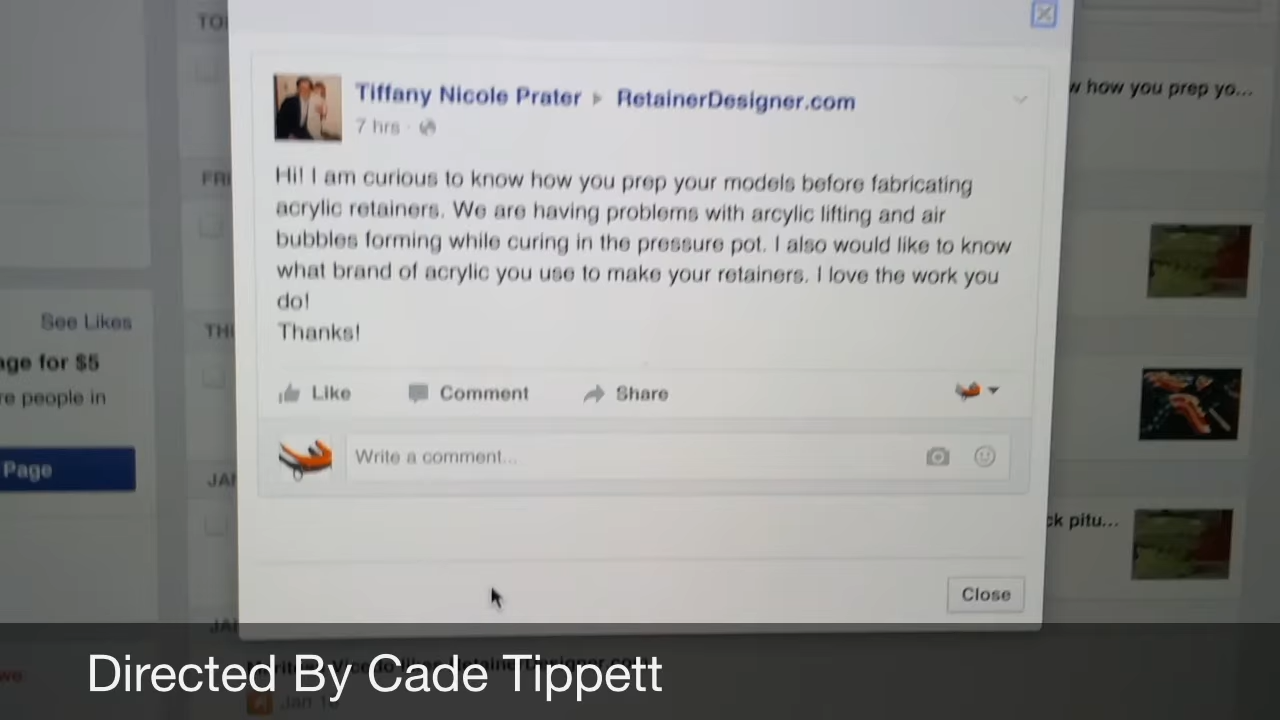 w how you prep yo...
Tiffany Nicole Prater ▸ RetainerDesigner.com
7 hrs ·
Hi! I am curious to know how you prep your models before fabricating
acrylic retainers. We are having problems with arcylic lifting and air
bubbles forming while curing in the pressure pot. I also would like to know
what brand of acrylic you use to make your retainers. I love the work you
do!
Thanks!
See Likes
age for $5
re people in
Page
Like Comment Share
Write a comment...
ck pitu...
Close
FRI
THU
JAN
Directed By Cade Tippett